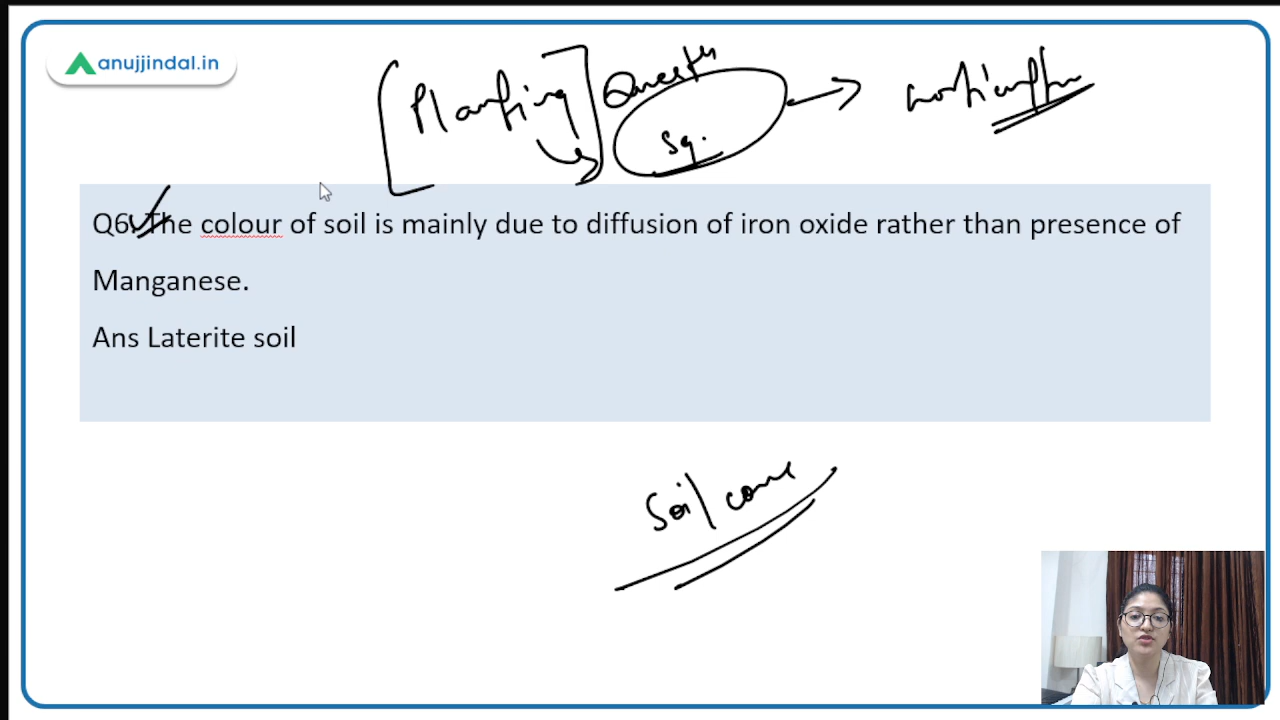 anujjindal.in
[Planting] Question
sq.
Q6. The colour of soil is mainly due to diffusion of iron oxide rather than presence of
Manganese.
Ans Laterite soil
Soil